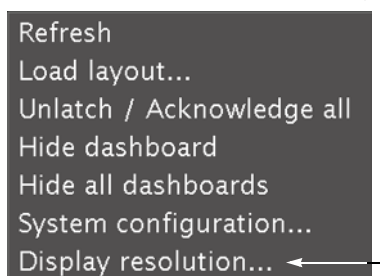 Refresh
Load layout...
Unlatch / Acknowledge all
Hide dashboard
Hide all dashboards
System configuration...
Display resolution...